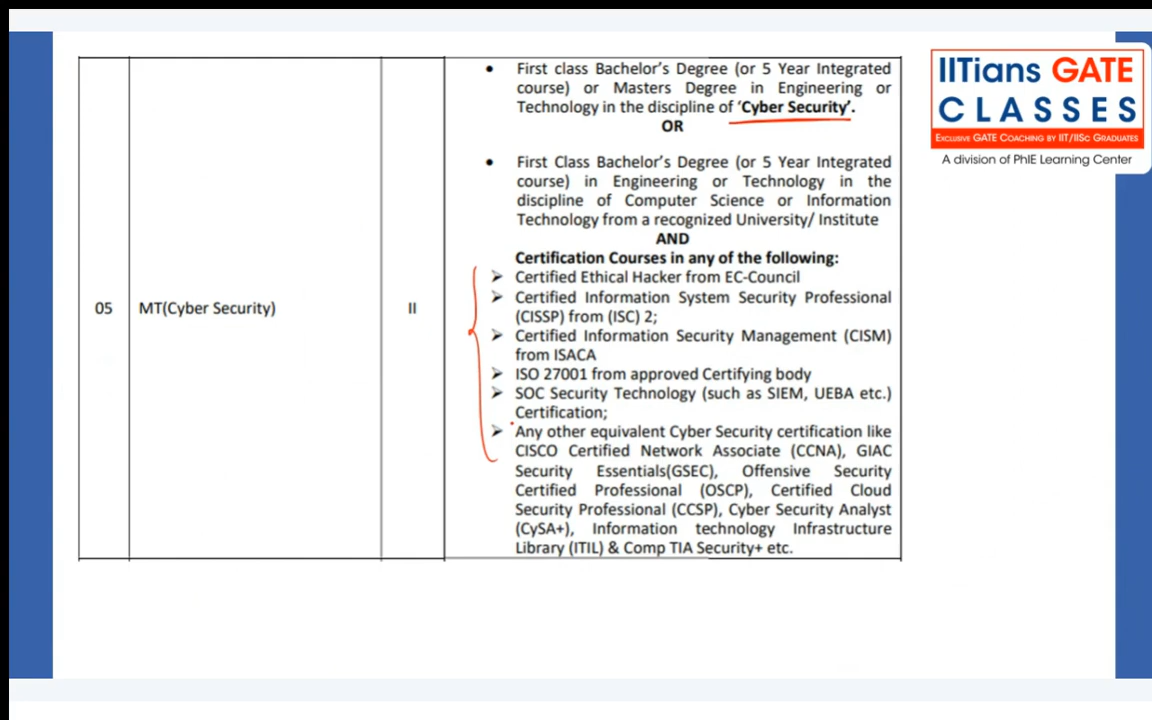 First class Bachelor's Degree (or 5 Year Integrated
course) or Masters Degree in Engineering or
Technology in the discipline of 'Cyber Security'.
OR
First Class Bachelor's Degree (or 5 Year Integrated
course) in Engineering or Technology in the
discipline of Computer Science or Information
Technology from a recognized University/ Institute
AND
Certification Courses in any of the following:
Certified Ethical Hacker from EC-Council
Certified Information System Security Professional
(CISSP) from (ISC) 2;
05 MT(Cyber Security) II
Certified Information Security Management (CISM)
from ISACA
ISO 27001 from approved Certifying body
SOC Security Technology (such as SIEM, UEBA etc.)
Certification;
Any other equivalent Cyber Security certification like
CISCO Certified Network Associate (CCNA), GIAC
Security Essentials(GSEC), Offensive Security
Certified Professional (OSCP), Certified Cloud
Security Professional (CCSP), Cyber Security Analyst
(CySA+), Information technology Infrastructure
Library (ITIL) & Comp TIA Security+ etc.
IITians GATE
CLASSES
EXCLUSIVE GATE COACHING BY IIT/IISc GRADUATES
A division of PhIE Learning Center